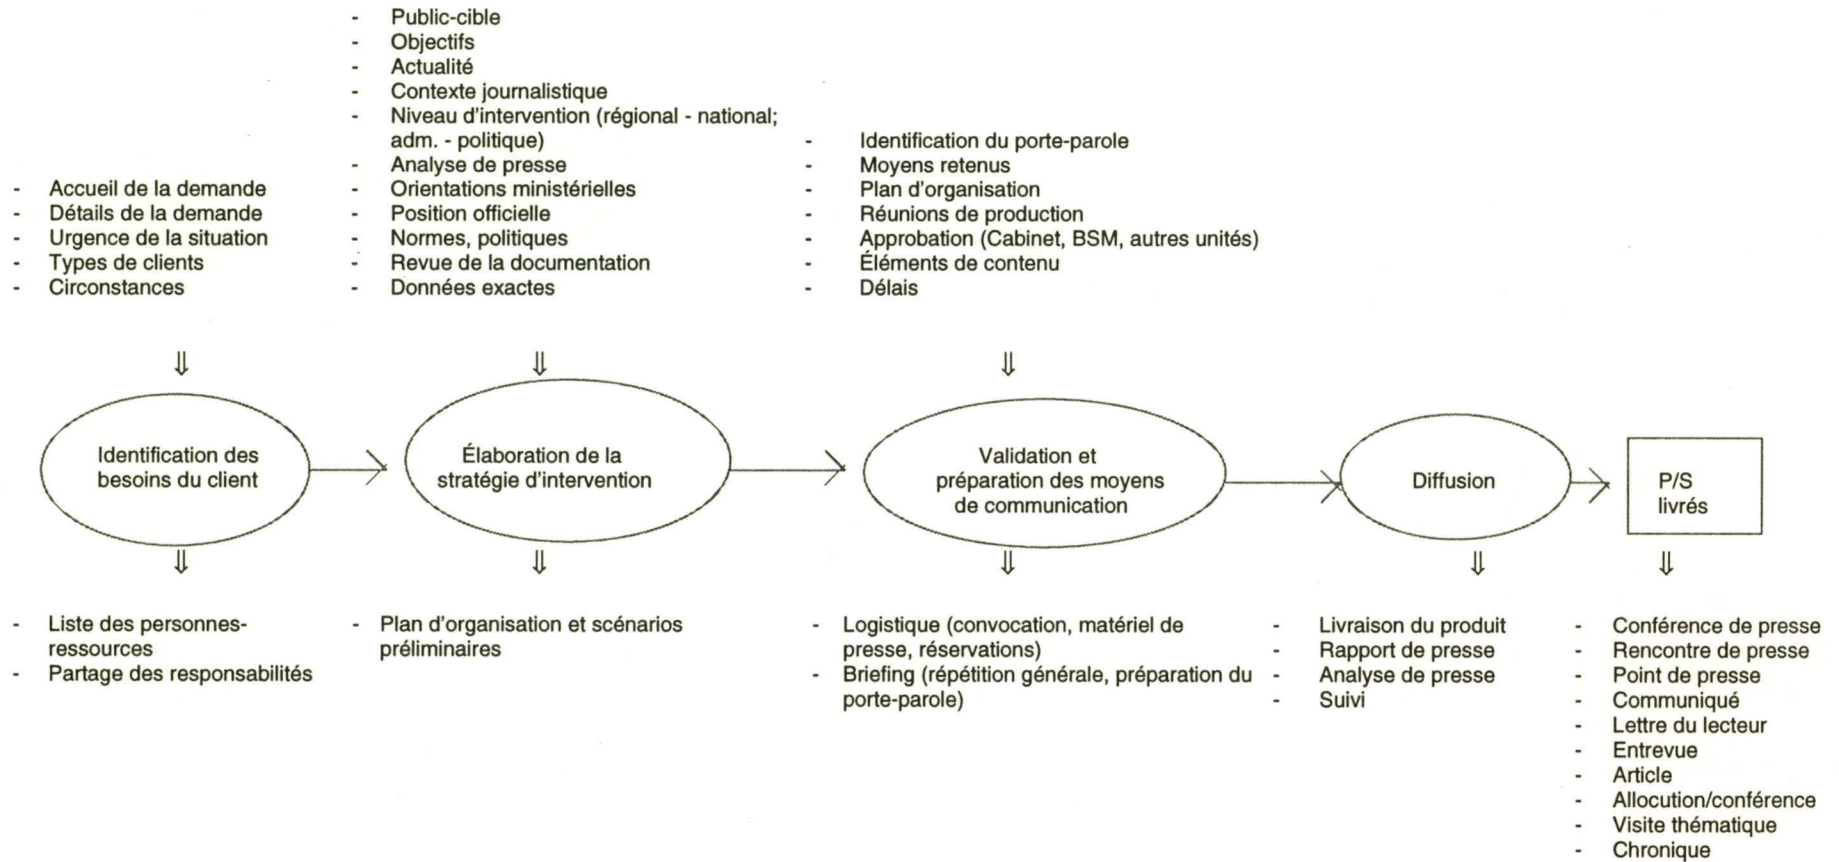 - Accueil de la demande
- Détails de la demande
- Urgence de la situation
- Types de clients
- Circonstances
- Public-cible
- Objectifs
- Actualité
- Contexte journalistique
- Niveau d'intervention (régional - national;
adm. - politique)
- Analyse de presse
- Orientations ministérielles
- Position officielle
- Normes, politiques
- Revue de la documentation
- Données exactes
- Identification du porte-parole
- Moyens retenus
- Plan d'organisation
- Réunions de production
- Approbation (Cabinet, BSM, autres unités)
- Éléments de contenu
- Délais
Identification des
besoins du client
Élaboration de la
stratégie d'intervention
Validation et
préparation des moyens
de communication
Diffusion
P/S
livrés
- Liste des personnes-
ressources
- Partage des responsabilités
- Plan d'organisation et scénarios
préliminaires
- Logistique (convocation, matériel de
presse, réservations)
- Briefing (répétition générale, préparation du
porte-parole)
- Livraison du produit
- Rapport de presse
- Analyse de presse
- Suivi
- Conférence de presse
- Rencontre de presse
- Point de presse
- Communiqué
- Lettre du lecteur
- Entrevue
- Article
- Allocution/conférence
- Visite thématique
- Chronique